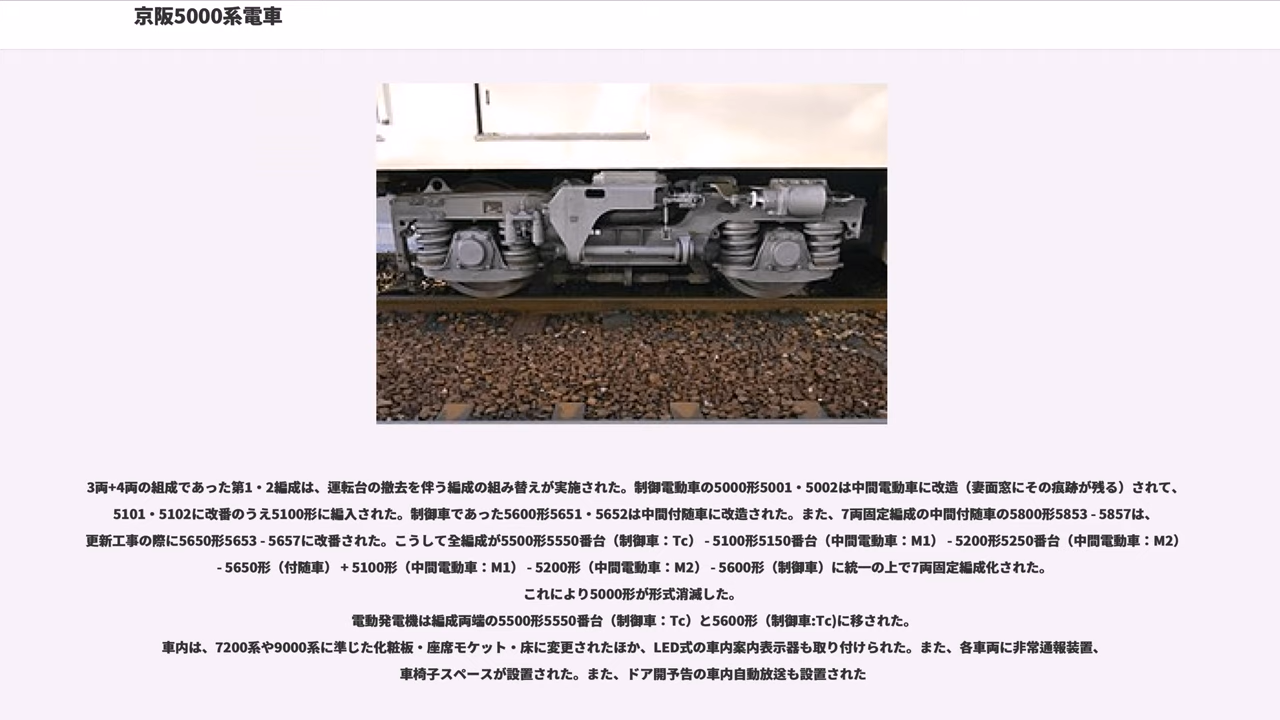 京阪5000系電車
3両+4両の組成であった第1・2編成は、運転台の撤去を伴う編成の組み替えが実施された。制御電動車の5000形5001・5002は中間電動車に改造（妻面窓にその痕跡が残る）されて、
5101・5102に改番のうえ5100形に編入された。制御車であった5600形5651・5652は中間付随車に改造された。また、7両固定編成の中間付随車の5800形5853 - 5857は、
更新工事の際に5650形5653 - 5657に改番された。こうして全編成が5500形5550番台（制御車：Tc） - 5100形5150番台（中間電動車：M1） - 5200形5250番台（中間電動車：M2）
- 5650形（付随車） + 5100形（中間電動車：M1） - 5200形（中間電動車：M2） - 5600形（制御車）に統一の上で7両固定編成化された。
これにより5000形が形式消滅した。
電動発電機は編成両端の5500形5550番台（制御車：Tc）と5600形（制御車:Tc)に移された。
車内は、7200系や9000系に準じた化粧板・座席モケット・床に変更されたほか、LED式の車内案内表示器も取り付けられた。また、各車両に非常通報装置、
車椅子スペースが設置された。また、ドア開予告の車内自動放送も設置された